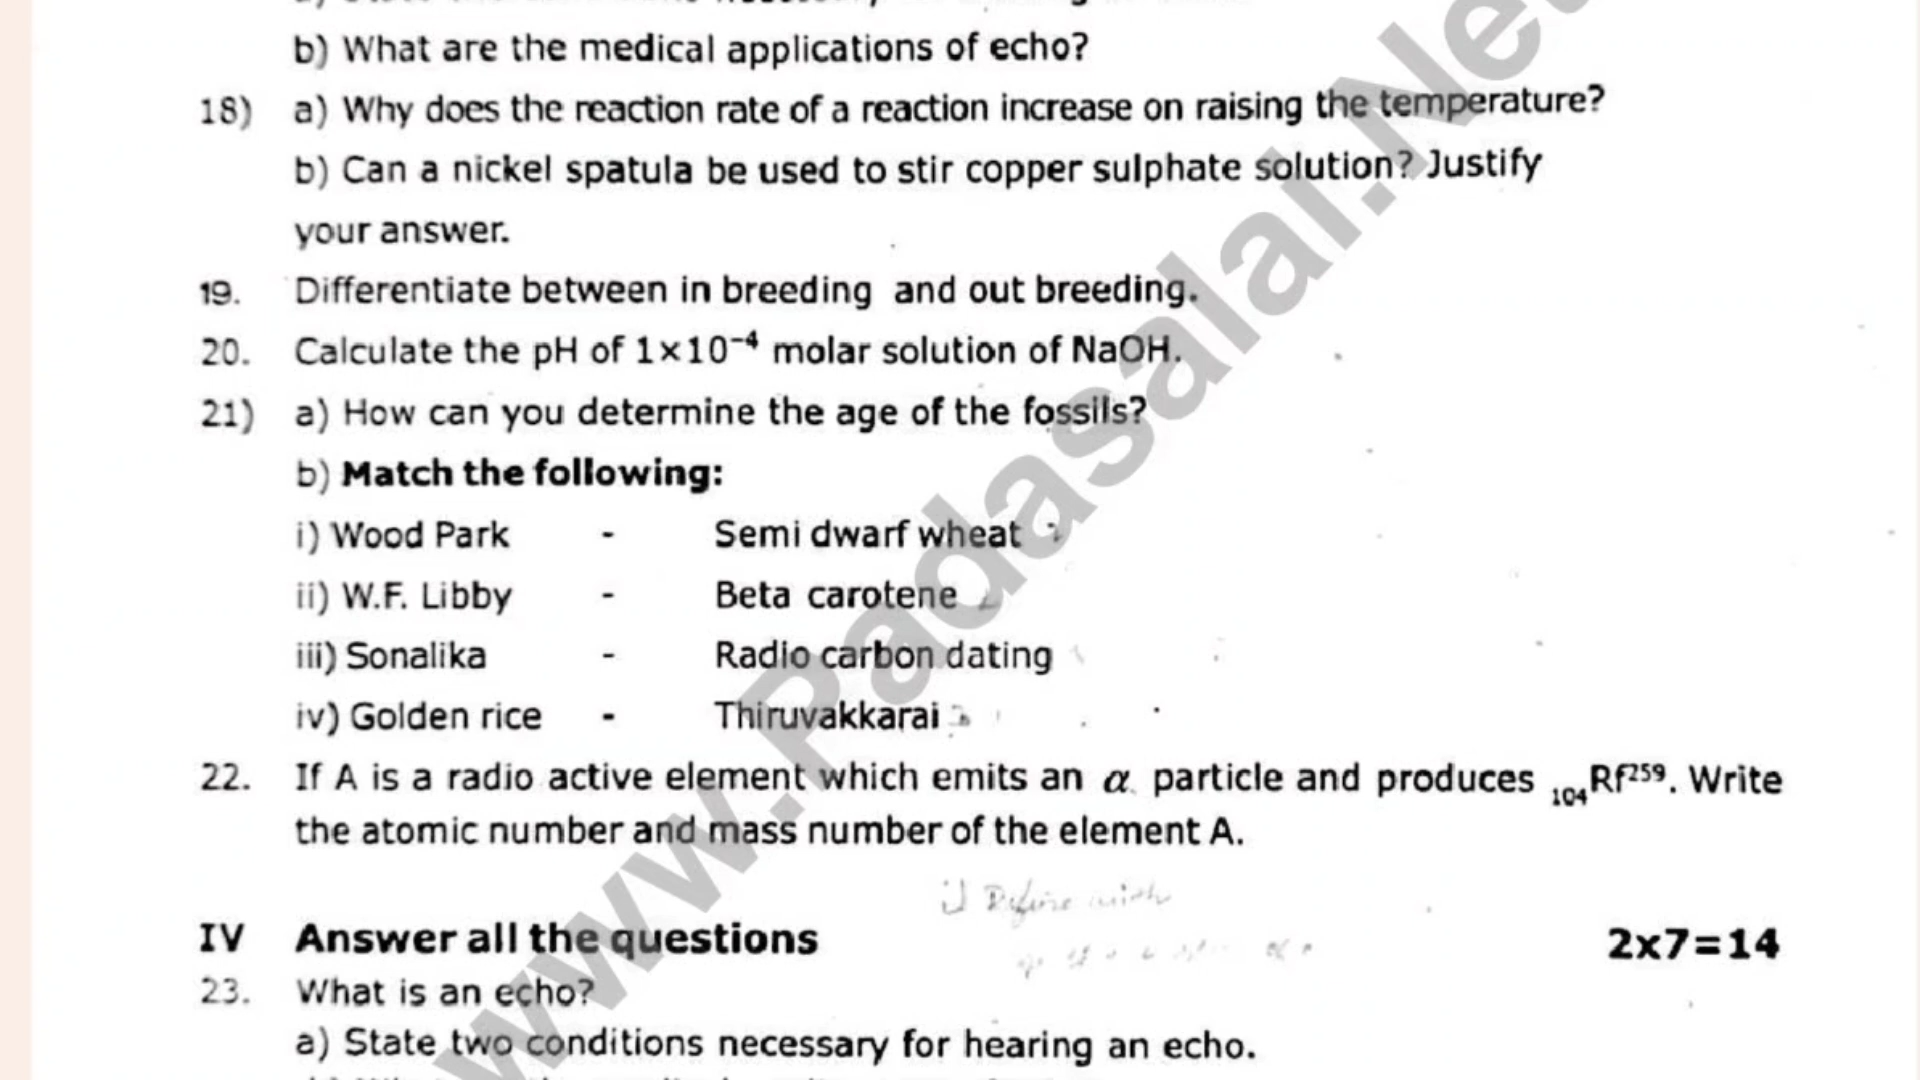 b) What are the medical applications of echo?
18) a) Why does the reaction rate of a reaction increase on raising the temperature?
b) Can a nickel spatula be used to stir copper sulphate solution? Justify
your answer.
19. Differentiate between in breeding and out breeding.
20. Calculate the pH of 1×10⁻⁴ molar solution of NaOH.
21) a) How can you determine the age of the fossils?
b) Match the following:
i) Wood Park - Semi dwarf wheat
ii) W.F. Libby - Beta carotene
iii) Sonalika - Radio carbon dating
iv) Golden rice - Thiruvakkarai
22. If A is a radio active element which emits an α particle and produces ₁₀₄Rf²⁵⁹. Write
the atomic number and mass number of the element A.
IV Answer all the questions 2x7=14
23. What is an echo?
a) State two conditions necessary for hearing an echo.
www.Padasalai.Net